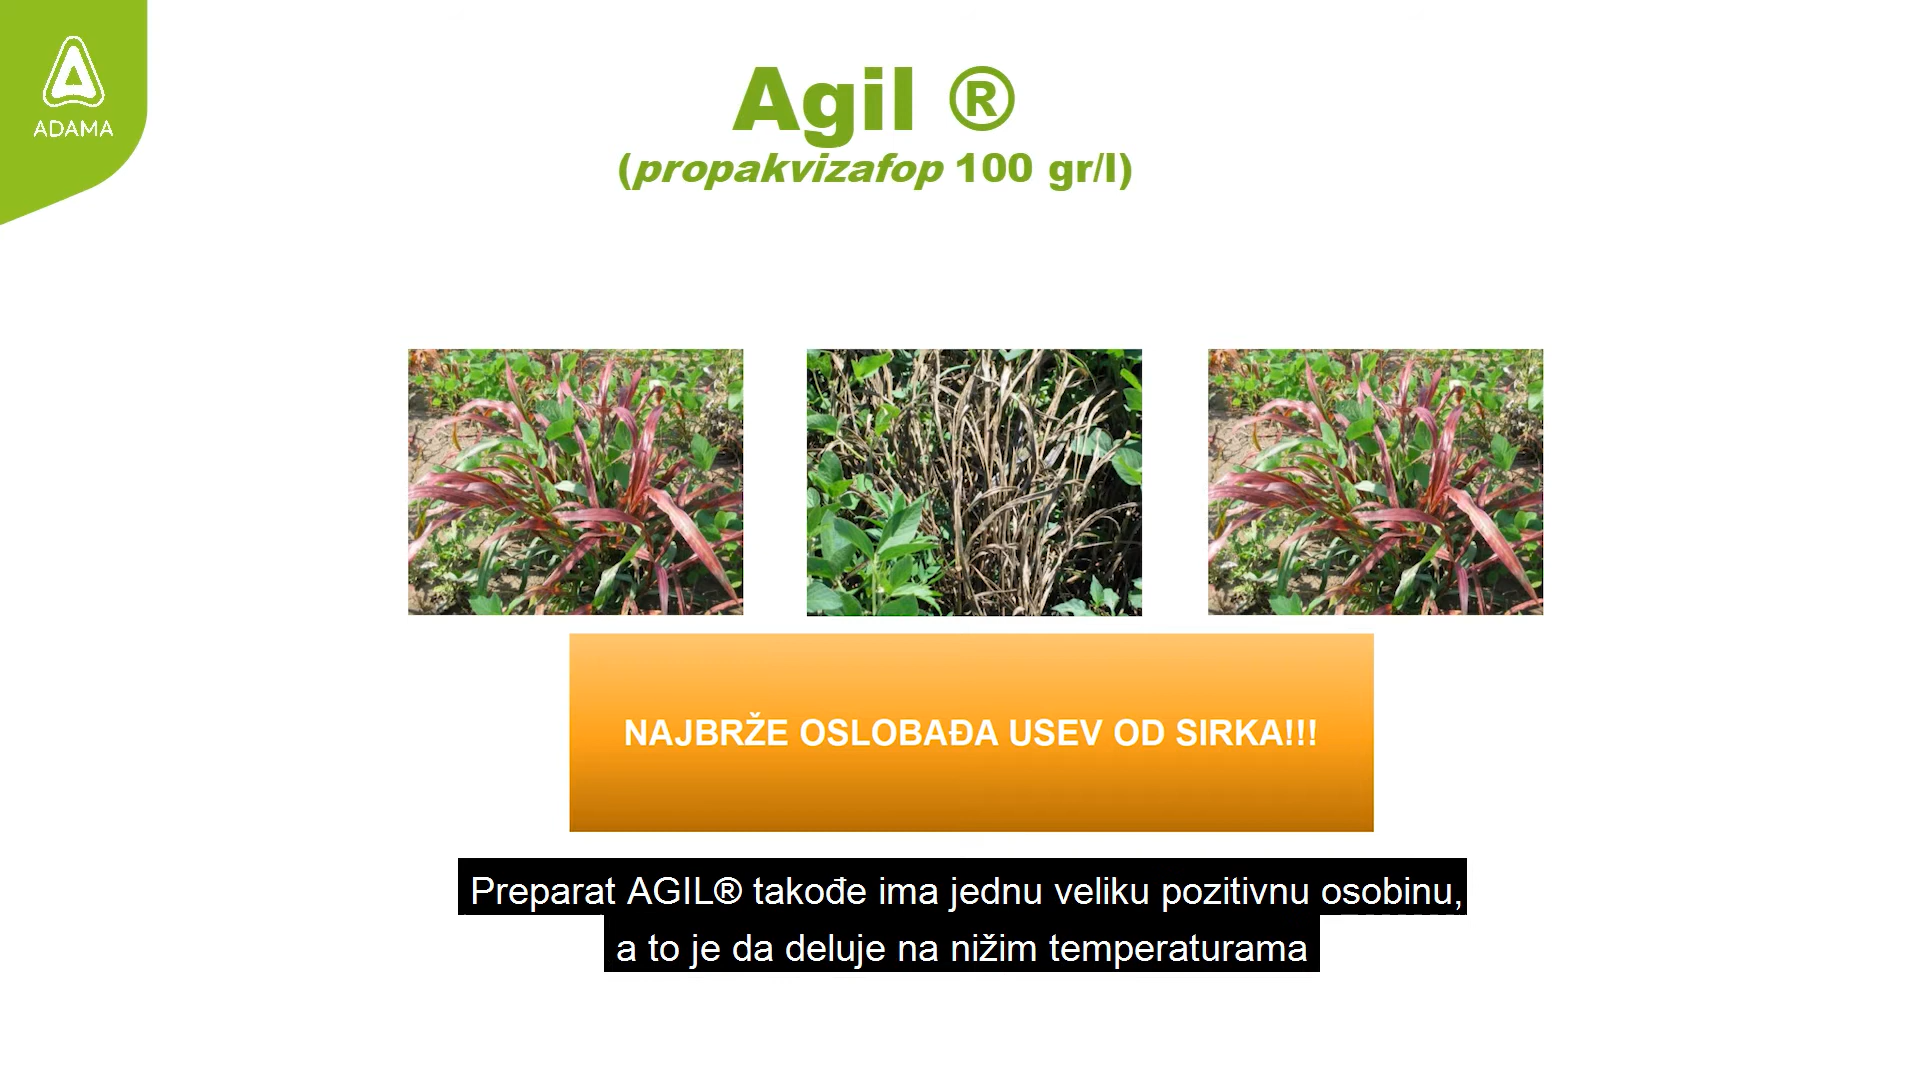 ADAMA
Agil ®
(propakvizafop 100 gr/l)
NAJBRŽE OSLOBAĐA USEV OD SIRKA!!!
Preparat AGIL® takođe ima jednu veliku pozitivnu osobinu,
a to je da deluje na nižim temperaturama